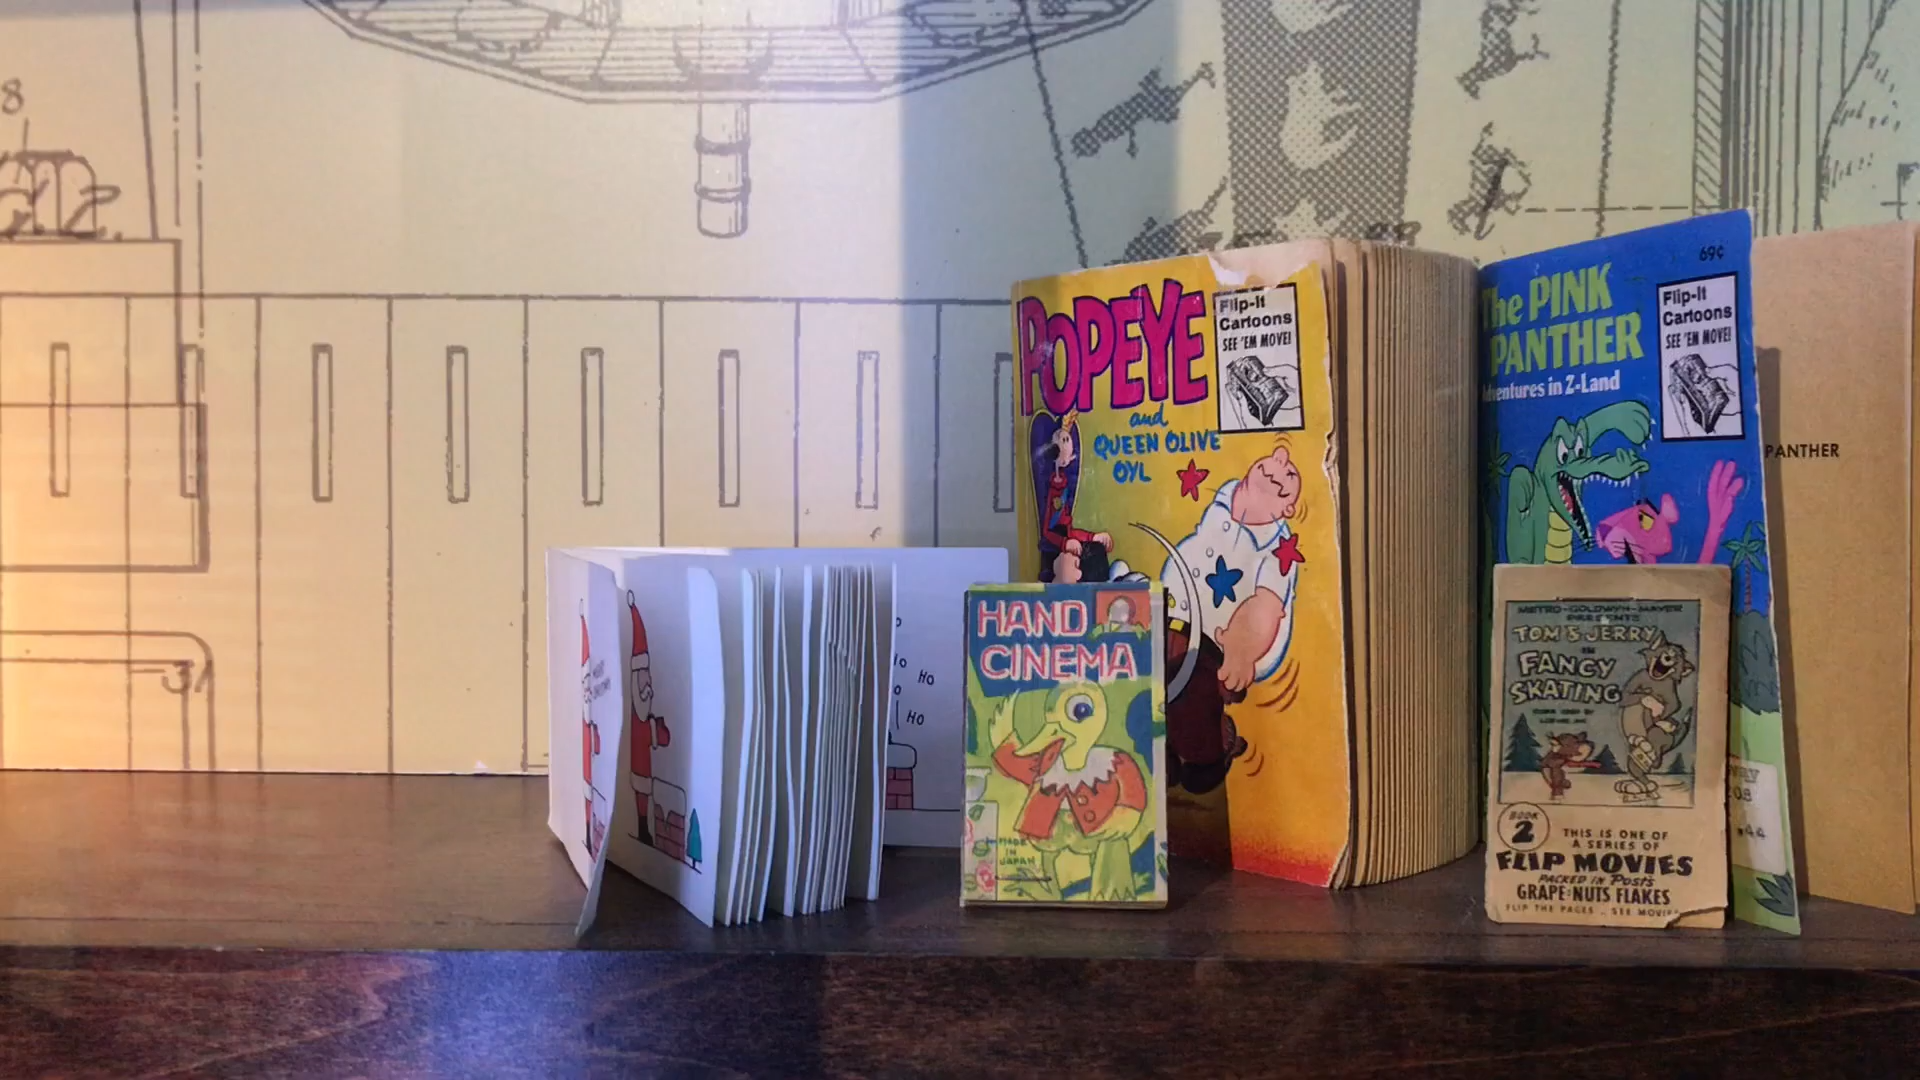 8
HO
HO
HAND
CINEMA
MADE
IN
JAPAN
POPEYE
and
QUEEN OLIVE
OYL
Flip-It
Cartoons
SEE 'EM MOVE!
69¢
The PINK
PANTHER
Adventures in Z-Land
Flip-It
Cartoons
SEE 'EM MOVE!
PANTHER
METRO-GOLDWYN-MAYER
PRESENTS
TOM & JERRY
IN
FANCY
SKATING
BOOK
2
THIS IS ONE OF
A SERIES OF
FLIP MOVIES
PACKED IN Post's
GRAPE-NUTS FLAKES
FLIP THE PAGES .. SEE MOVIE